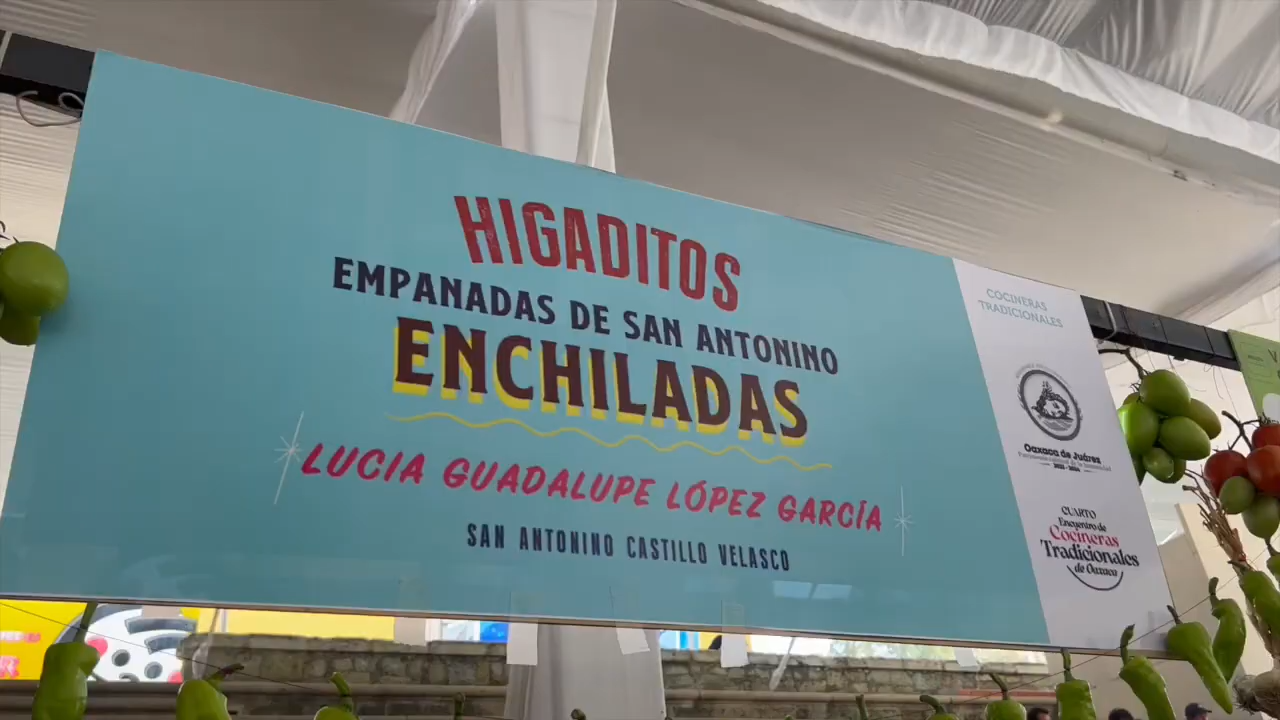 HIGADITOS
EMPANADAS DE SAN ANTONINO
ENCHILADAS
LUCIA GUADALUPE LÓPEZ GARCÍA
SAN ANTONINO CASTILLO VELASCO
COCINERAS
TRADICIONALES
Oaxaca de Juárez
CUARTO
Encuentro de
Cocineras
Tradicionales
de Oaxaca